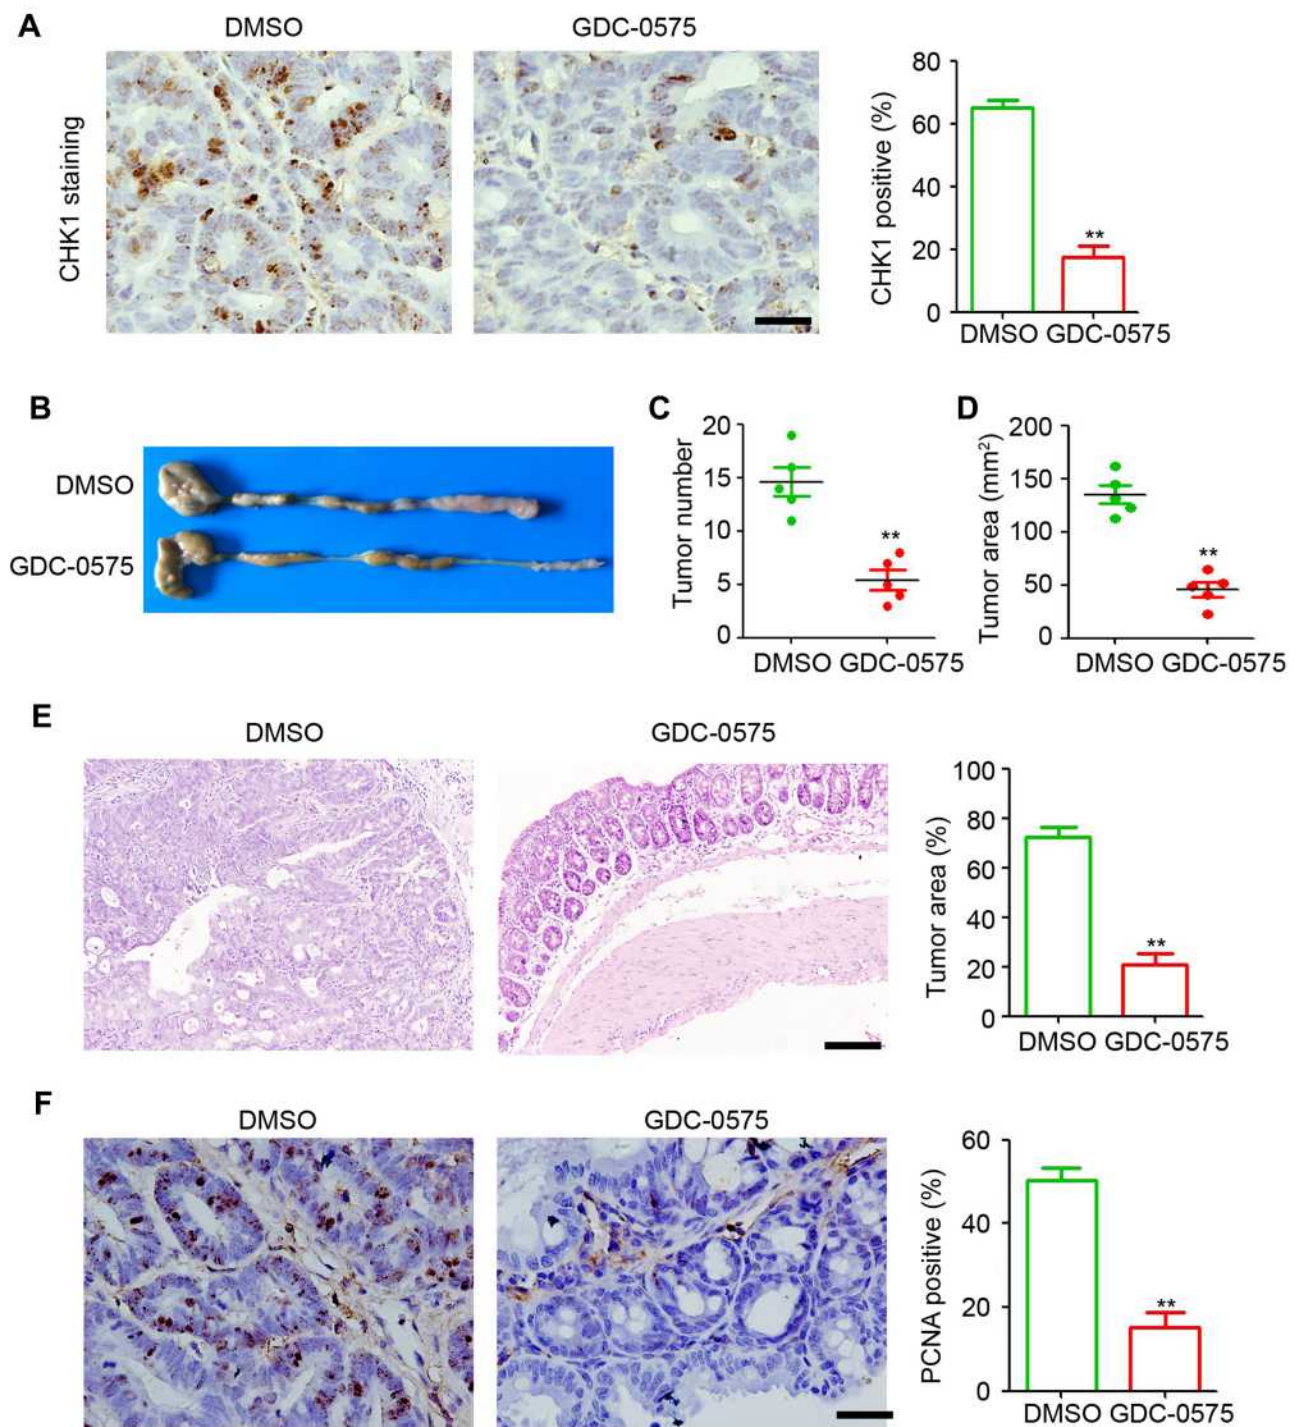 A
DMSO
GDC-0575
CHK1 staining
CHK1 positive (%)
80
60
40
20
0
**
DMSO GDC-0575
B
DMSO
GDC-0575
C
Tumor number
20
15
10
5
0
**
DMSO GDC-0575
D
Tumor area (mm²)
200
150
100
50
0
**
DMSO GDC-0575
E
DMSO
GDC-0575
Tumor area (%)
100
80
60
40
20
0
**
DMSO GDC-0575
F
DMSO
GDC-0575
PCNA positive (%)
60
40
20
0
**
DMSO GDC-0575